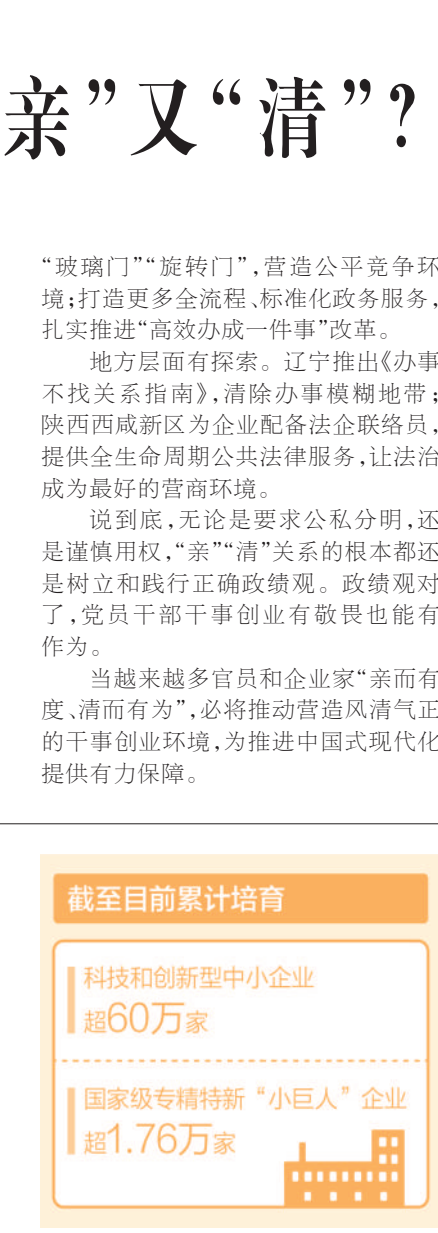 亲”又“清”？
“玻璃门”“旋转门”，营造公平竞争环
境；打造更多全流程、标准化政务服务，
扎实推进“高效办成一件事”改革。
地方层面有探索。辽宁推出《办事
不找关系指南》，清除办事模糊地带；
陕西西咸新区为企业配备法企联络员，
提供全生命周期公共法律服务，让法治
成为最好的营商环境。
说到底，无论是要求公私分明，还
是谨慎用权，“亲”“清”关系的根本都还
是树立和践行正确政绩观。政绩观对
了，党员干部干事创业有敬畏也能有
作为。
当越来越多官员和企业家“亲而有
度、清而有为”，必将推动营造风清气正
的干事创业环境，为推进中国式现代化
提供有力保障。
截至目前累计培育
科技和创新型中小企业
超60万家
国家级专精特新“小巨人”企业
超1.76万家